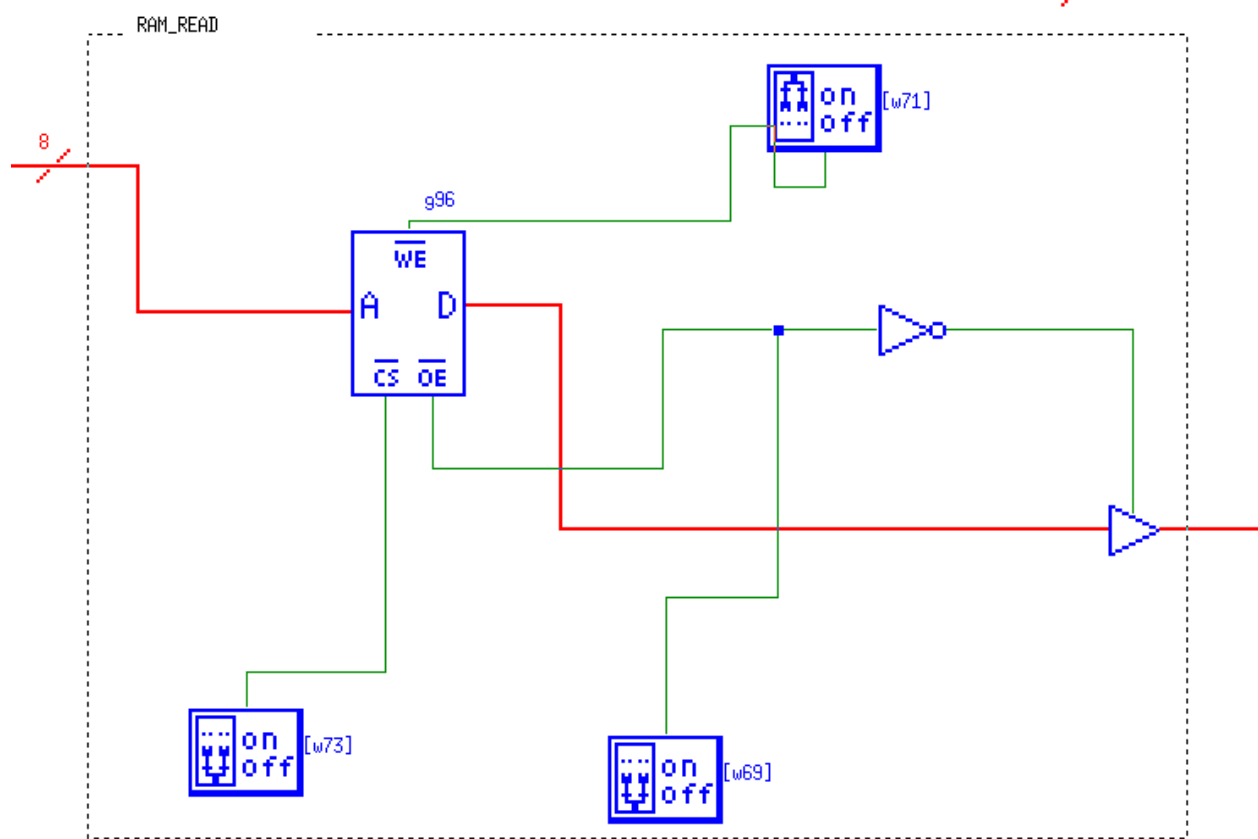 RAM_READ
on
off
[w71]
8
g96
WE
A D
CS OE
on
off
[w73]
on
off
[w69]